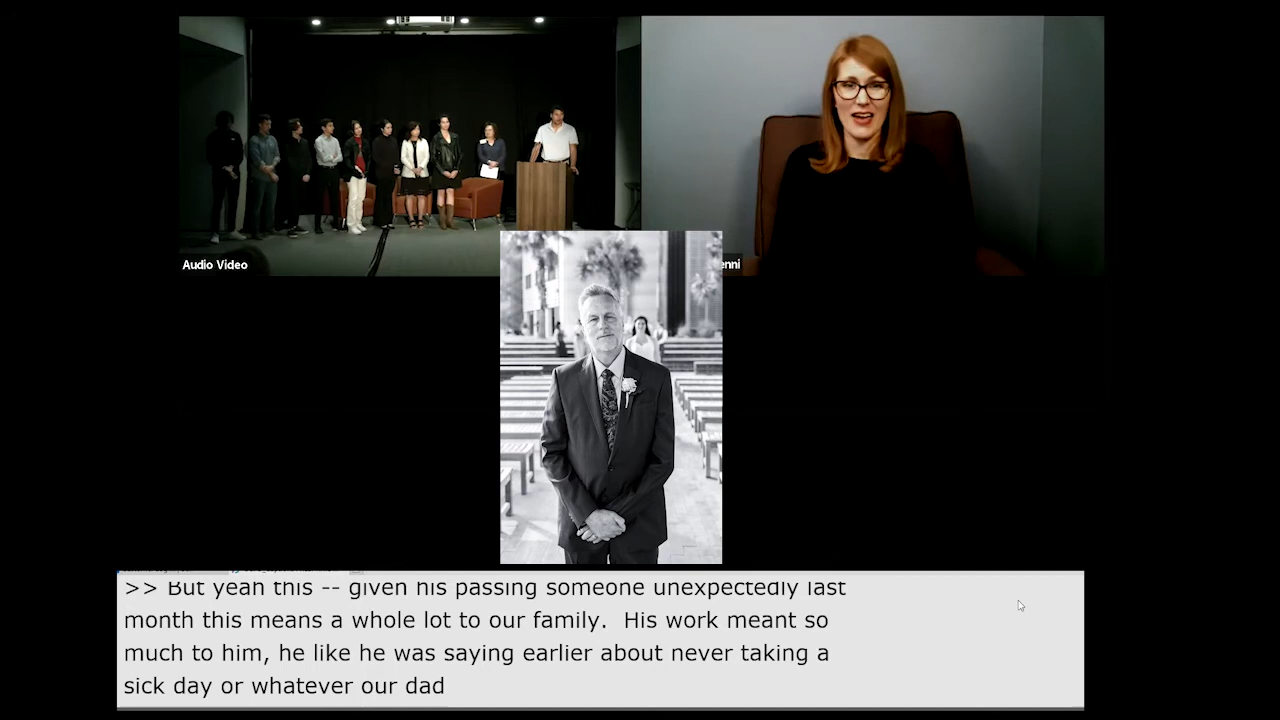 Audio Video
enni
>> But yeah this -- given his passing someone unexpectedly last
month this means a whole lot to our family.  His work meant so
much to him, he like he was saying earlier about never taking a
sick day or whatever our dad